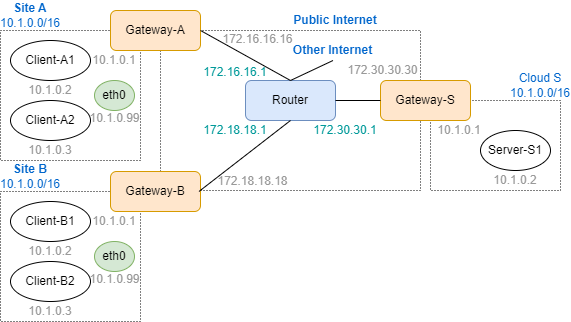 Site A
10.1.0.0/16
Gateway-A
Public Internet
172.16.16.16
Other Internet
Client-A1
10.1.0.1
10.1.0.2
eth0
172.16.16.1
172.30.30.30
Cloud S
10.1.0.0/16
Client-A2
10.1.0.99
10.1.0.3
Router
Gateway-S
172.18.18.1
172.30.30.1
10.1.0.1
Server-S1
10.1.0.2
Site B
10.1.0.0/16
Gateway-B
172.18.18.18
Client-B1
10.1.0.1
10.1.0.2
eth0
Client-B2
10.1.0.99
10.1.0.3